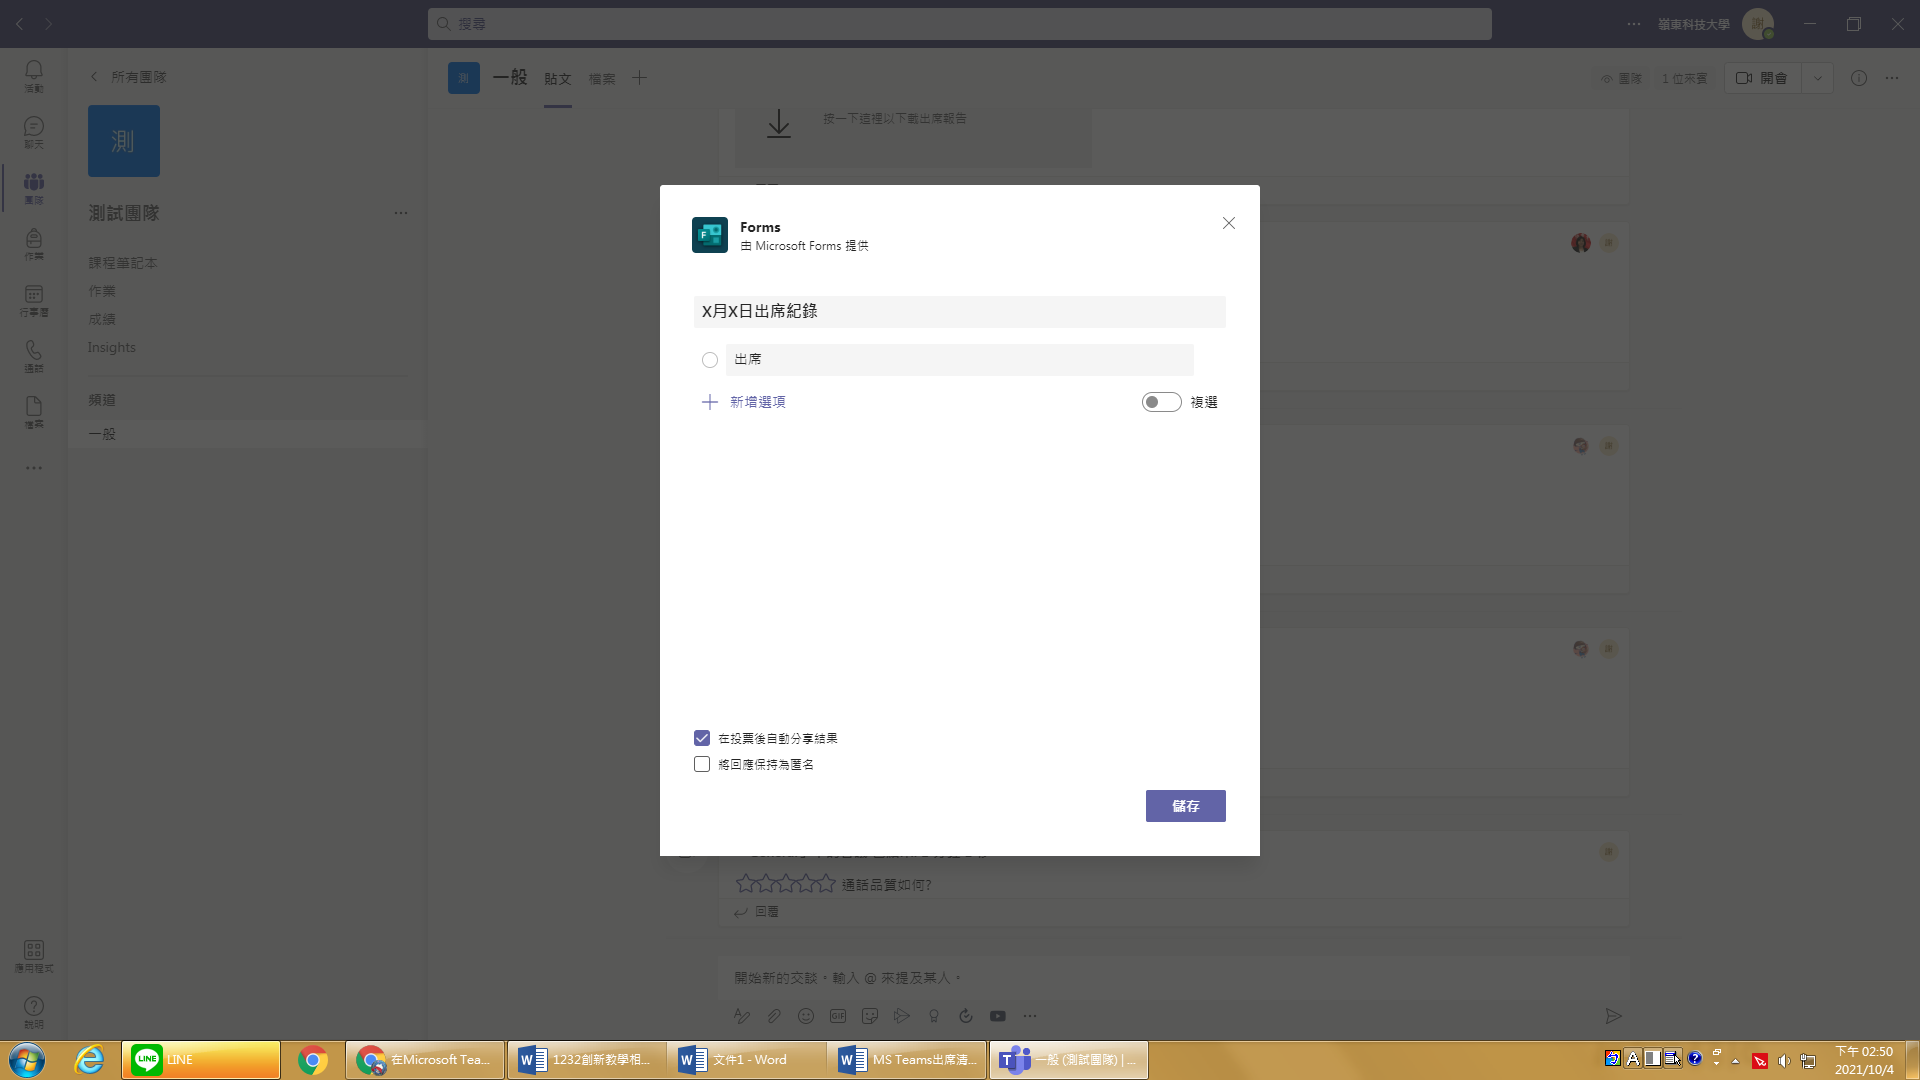 搜尋
嶺東科技大學
謝
活動
聊天
團隊
作業
行事曆
通話
檔案
應用程式
說明
所有團隊
測
測試團隊
課程筆記本
作業
成績
Insights
頻道
一般
測
一般 貼文 檔案
團隊
1 位來賓
開會
按一下這裡以下載出席報告
Forms
由 Microsoft Forms 提供
X月X日出席紀錄
出席
新增選項
複選
在投票後自動分享結果
將回應保持為匿名
儲存
通話品質如何?
回覆
開始新的交談。輸入 @ 來提及某人。
GIF
LINE
在Microsoft Tea...
1232創新教學相...
文件1 - Word
MS Teams出席清...
一般 (測試團隊) | ...
下午 02:50
2021/10/4